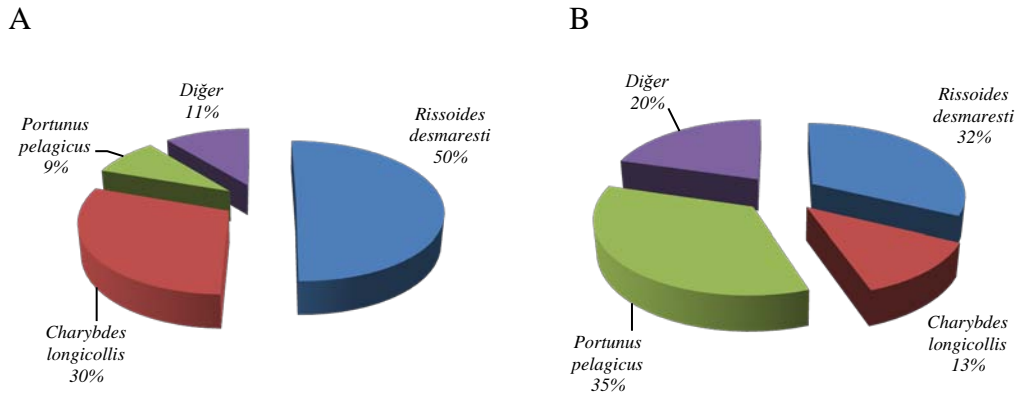 A
Diğer
11%
Portunus
pelagicus
9%
Rissoides
desmaresti
50%
Charybdes
longicollis
30%
B
Diğer
20%
Rissoides
desmaresti
32%
Portunus
pelagicus
35%
Charybdes
longicollis
13%